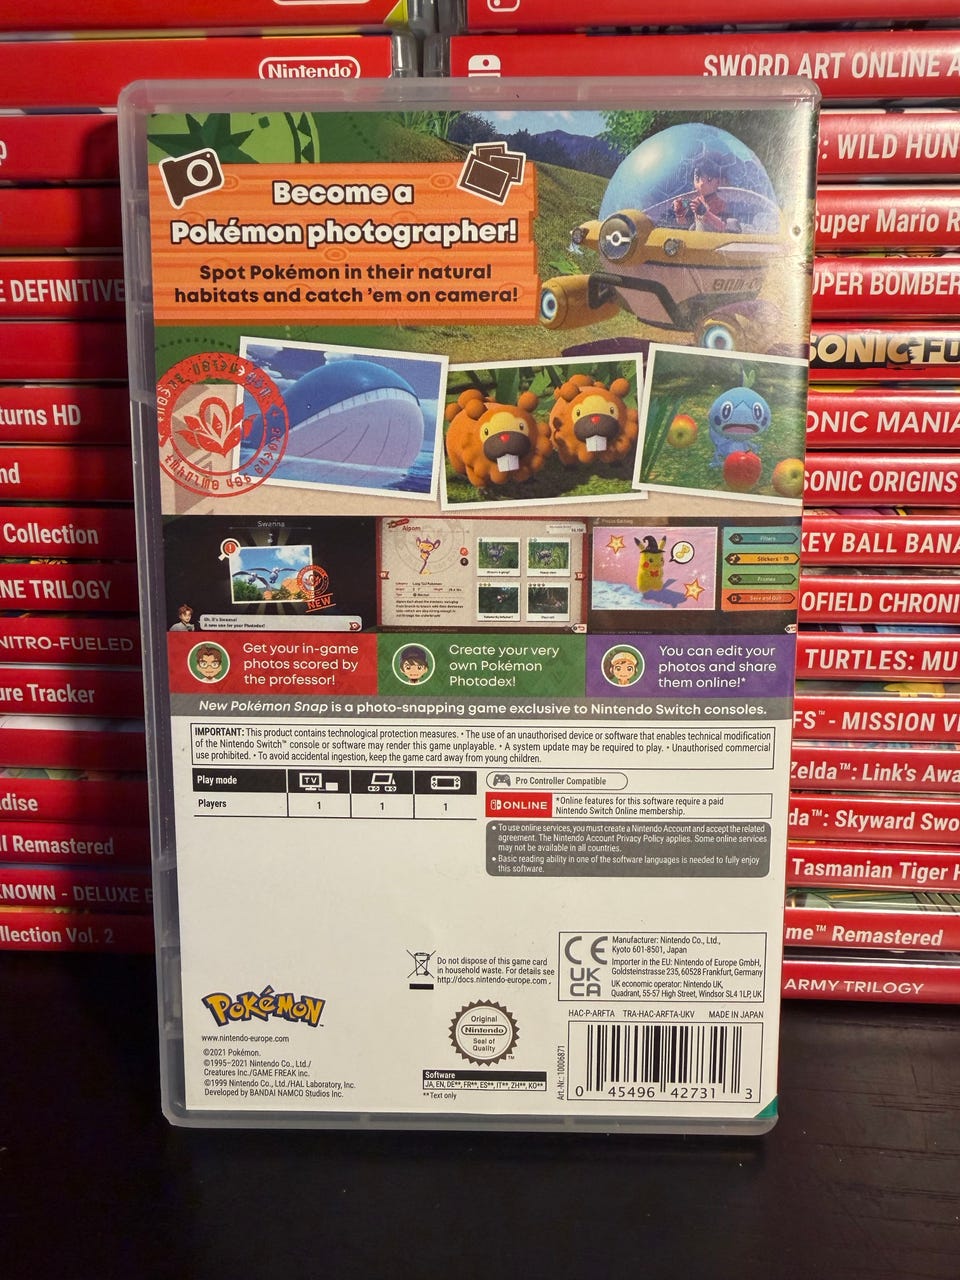 Nintendo
SWORD ART ONLINE A
: WILD HUN
Super Mario R
UPER BOMBER
SONIC FU
ONIC MANIA
SONIC ORIGINS
KEY BALL BANA
OFIELD CHRONI
TURTLES: MU
FS™ - MISSION V
Zelda™: Link's Awa
da™: Skyward Swo
Tasmanian Tiger H
me™ Remastered
ARMY TRILOGY
E DEFINITIVE
turns HD
nd
Collection
NE TRILOGY
NITRO-FUELED
ure Tracker
dise
ll Remastered
KNOWN - DELUXE E
llection Vol. 2
Become a
Pokémon photographer!
Spot Pokémon in their natural
habitats and catch 'em on camera!
Swanna
NEW
Oh, it's Swanna!
A new one for your Photodex!
Aipom
Long Tail Pokémon
Filters
Stickers
Frames
Save and Quit
Get your in-game
photos scored by
the professor!
Create your very
own Pokémon
Photodex!
You can edit your
photos and share
them online!*
New Pokémon Snap is a photo-snapping game exclusive to Nintendo Switch consoles.
IMPORTANT: This product contains technological protection measures. • The use of an unauthorised device or software that enables technical modification
of the Nintendo Switch™ console or software may render this game unplayable. • A system update may be required to play. • Unauthorised commercial
use prohibited. • To avoid accidental ingestion, keep the game card away from young children.
Play mode TV
Players 1 1 1
Pro Controller Compatible
ONLINE
*Online features for this software require a paid
Nintendo Switch Online membership.
• To use online services, you must create a Nintendo Account and accept the related
agreement. The Nintendo Account Privacy Policy applies. Some online services
may not be available in all countries.
• Basic reading ability in one of the software languages is needed to fully enjoy
this software.
Do not dispose of this game card
in household waste. For details see
http://docs.nintendo-europe.com .
CE
UK
CA
Manufacturer: Nintendo Co., Ltd.,
Kyoto 601-8501, Japan
Importer in the EU: Nintendo of Europe GmbH,
Goldsteinstrasse 235, 60528 Frankfurt, Germany
UK economic operator: Nintendo UK,
Quadrant, 55-57 High Street, Windsor SL4 1LP, UK
HAC-P-ARFTA TRA-HAC-ARFTA-UKV MADE IN JAPAN
POKéMON
www.nintendo-europe.com
©2021 Pokémon.
©1995–2021 Nintendo Co., Ltd./
Creatures Inc./GAME FREAK inc.
©1999 Nintendo Co., Ltd./HAL Laboratory, Inc.
Developed by BANDAI NAMCO Studios Inc.
Original
Nintendo
Seal of
Quality
Software
JA, EN, DE**, FR**, ES**, IT**, ZH**, KO**
**Text only
Art.-Nr.: 10006871
0 45496 42731 3